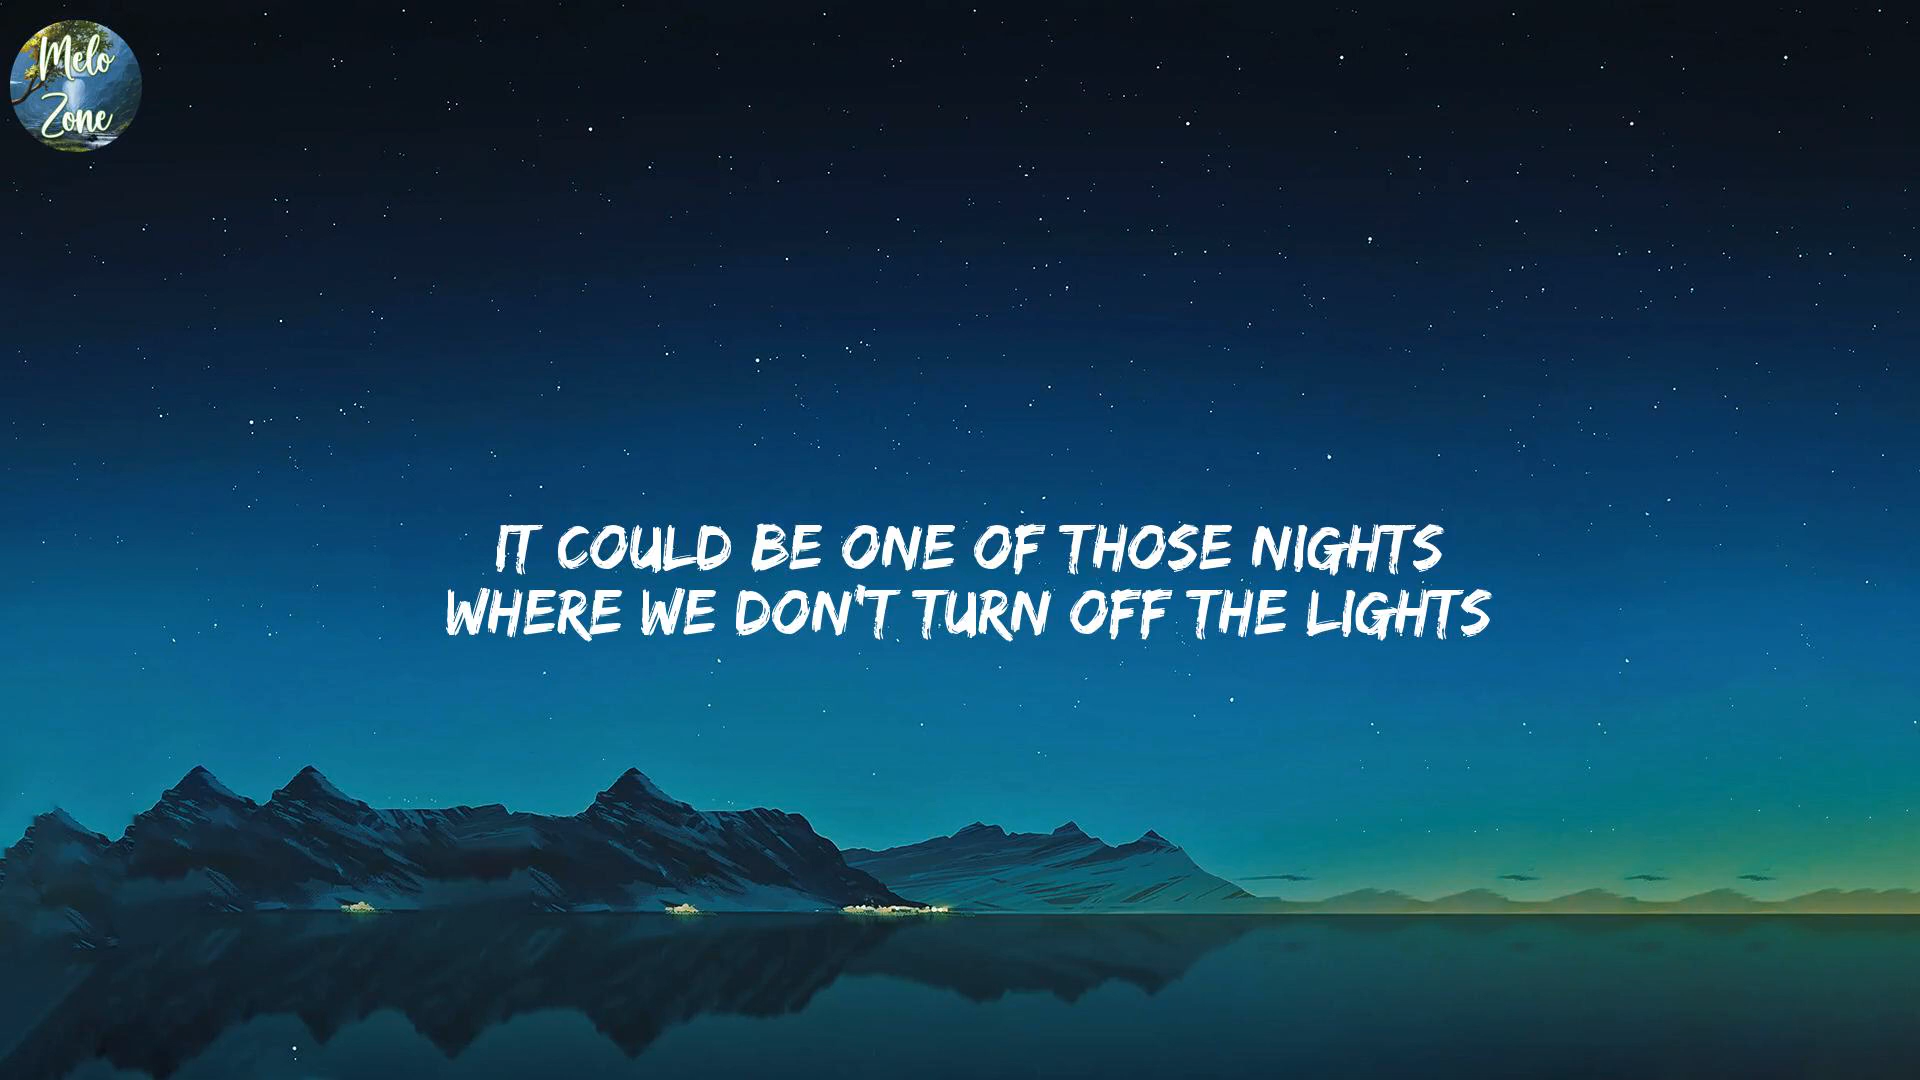 Melo
Zone
IT COULD BE ONE OF THOSE NIGHTS
WHERE WE DON'T TURN OFF THE LIGHTS